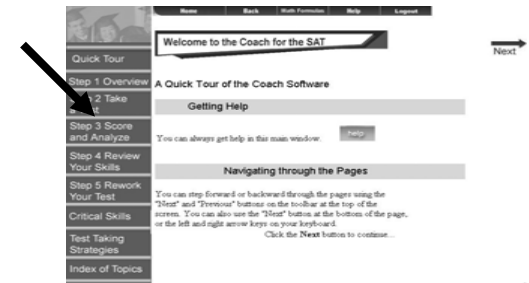 Home Back Math Formulas Help Logout
Welcome to the Coach for the SAT
Next
Quick Tour
Step 1 Overview
2 Take
Step 3 Score
and Analyze
Step 4 Review
Your Skills
Step 5 Rework
Your Test
Critical Skills
Test Taking
Strategies
Index of Topics
A Quick Tour of the Coach Software
Getting Help
You can always get help in this main window.
help
Navigating through the Pages
You can step forward or backward through the pages using the
"Next" and "Previous" buttons on the toolbar at the top of the
screen. You can also use the "Next" button at the bottom of the page,
or the left and right arrow keys on your keyboard.
Click the Next button to continue...